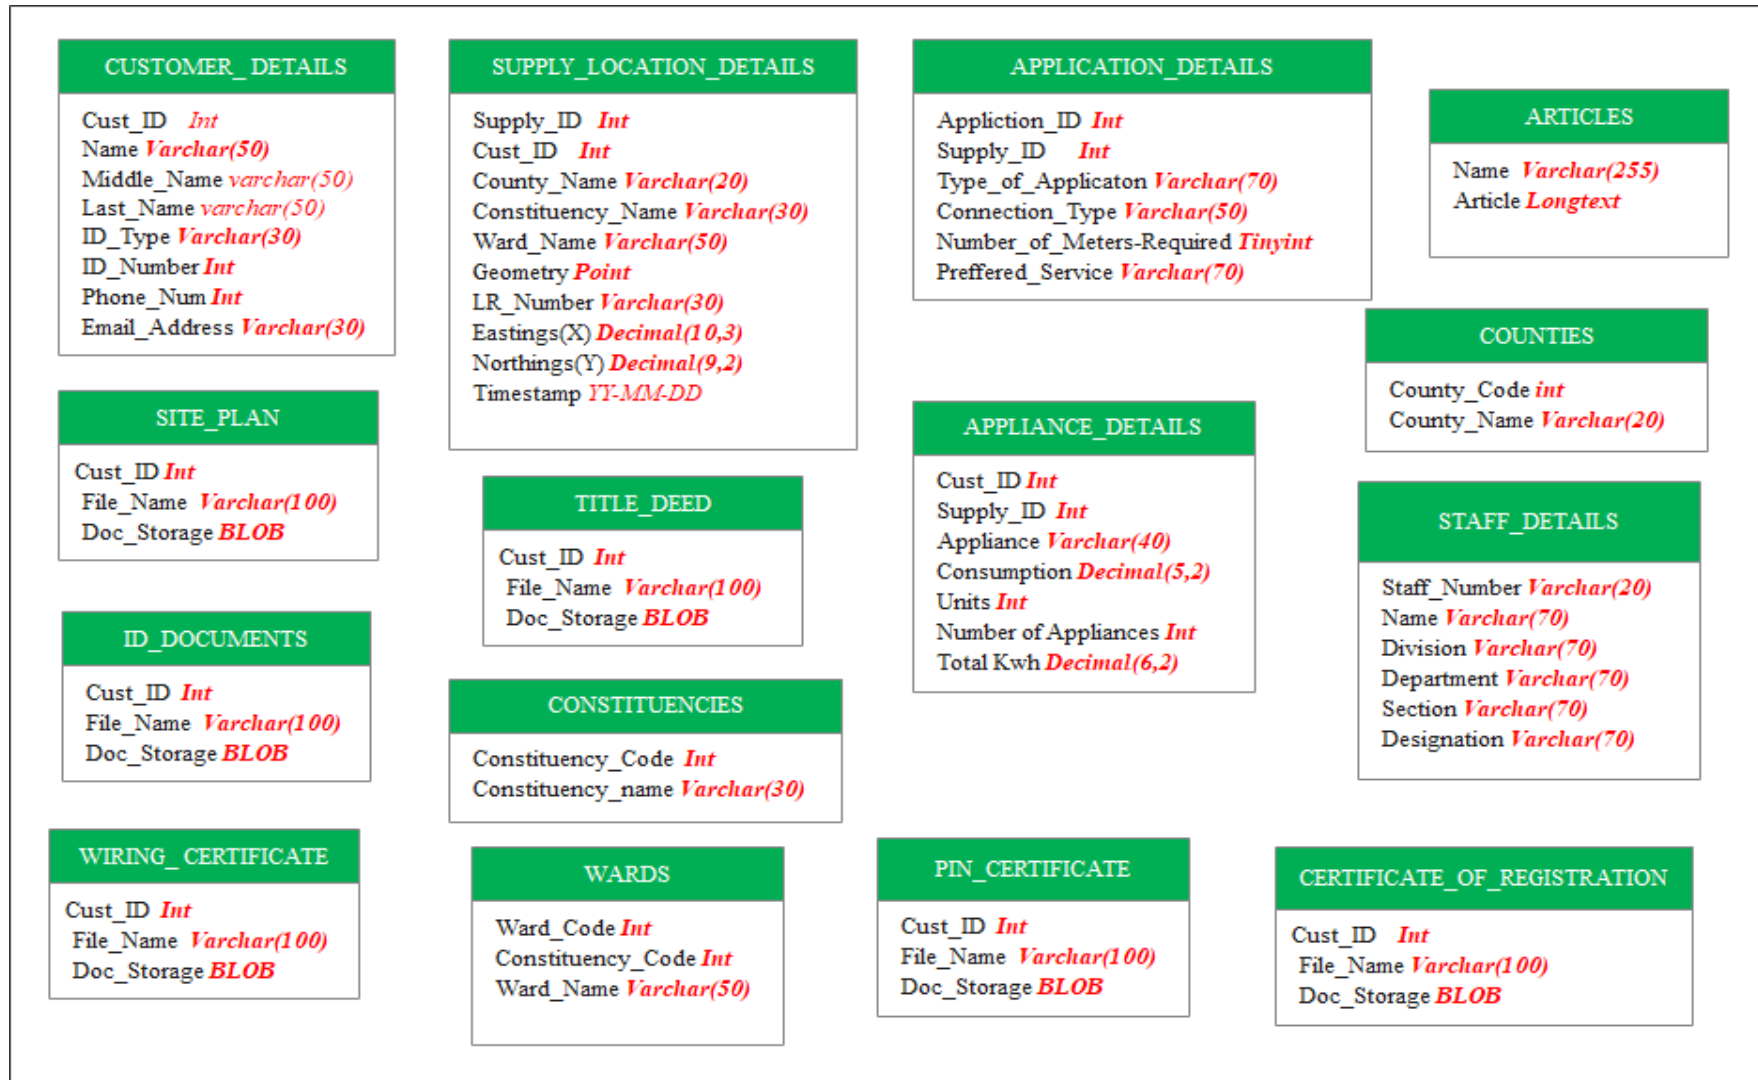 CUSTOMER_ DETAILS
Cust_ID Int
Name Varchar(50)
Middle_Name varchar(50)
Last_Name varchar(50)
ID_Type Varchar(30)
ID_Number Int
Phone_Num Int
Email_Address Varchar(30)
SUPPLY_LOCATION_DETAILS
Supply_ID Int
Cust_ID Int
County_Name Varchar(20)
Constituency_Name Varchar(30)
Ward_Name Varchar(50)
Geometry Point
LR_Number Varchar(30)
Eastings(X) Decimal(10,3)
Northings(Y) Decimal(9,2)
Timestamp YY-MM-DD
APPLICATION_DETAILS
Appliction_ID Int
Supply_ID Int
Type_of_Applicaton Varchar(70)
Connection_Type Varchar(50)
Number_of_Meters-Required Tinyint
Preffered_Service Varchar(70)
ARTICLES
Name Varchar(255)
Article Longtext
COUNTIES
County_Code int
County_Name Varchar(20)
SITE_PLAN
Cust_ID Int
File_Name Varchar(100)
Doc_Storage BLOB
TITLE_DEED
Cust_ID Int
File_Name Varchar(100)
Doc_Storage BLOB
APPLIANCE_DETAILS
Cust_ID Int
Supply_ID Int
Appliance Varchar(40)
Consumption Decimal(5,2)
Units Int
Number of Appliances Int
Total Kwh Decimal(6,2)
STAFF_DETAILS
Staff_Number Varchar(20)
Name Varchar(70)
Division Varchar(70)
Department Varchar(70)
Section Varchar(70)
Designation Varchar(70)
ID_DOCUMENTS
Cust_ID Int
File_Name Varchar(100)
Doc_Storage BLOB
CONSTITUENCIES
Constituency_Code Int
Constituency_name Varchar(30)
WIRING_ CERTIFICATE
Cust_ID Int
File_Name Varchar(100)
Doc_Storage BLOB
WARDS
Ward_Code Int
Constituency_Code Int
Ward_Name Varchar(50)
PIN_CERTIFICATE
Cust_ID Int
File_Name Varchar(100)
Doc_Storage BLOB
CERTIFICATE_OF_REGISTRATION
Cust_ID Int
File_Name Varchar(100)
Doc_Storage BLOB